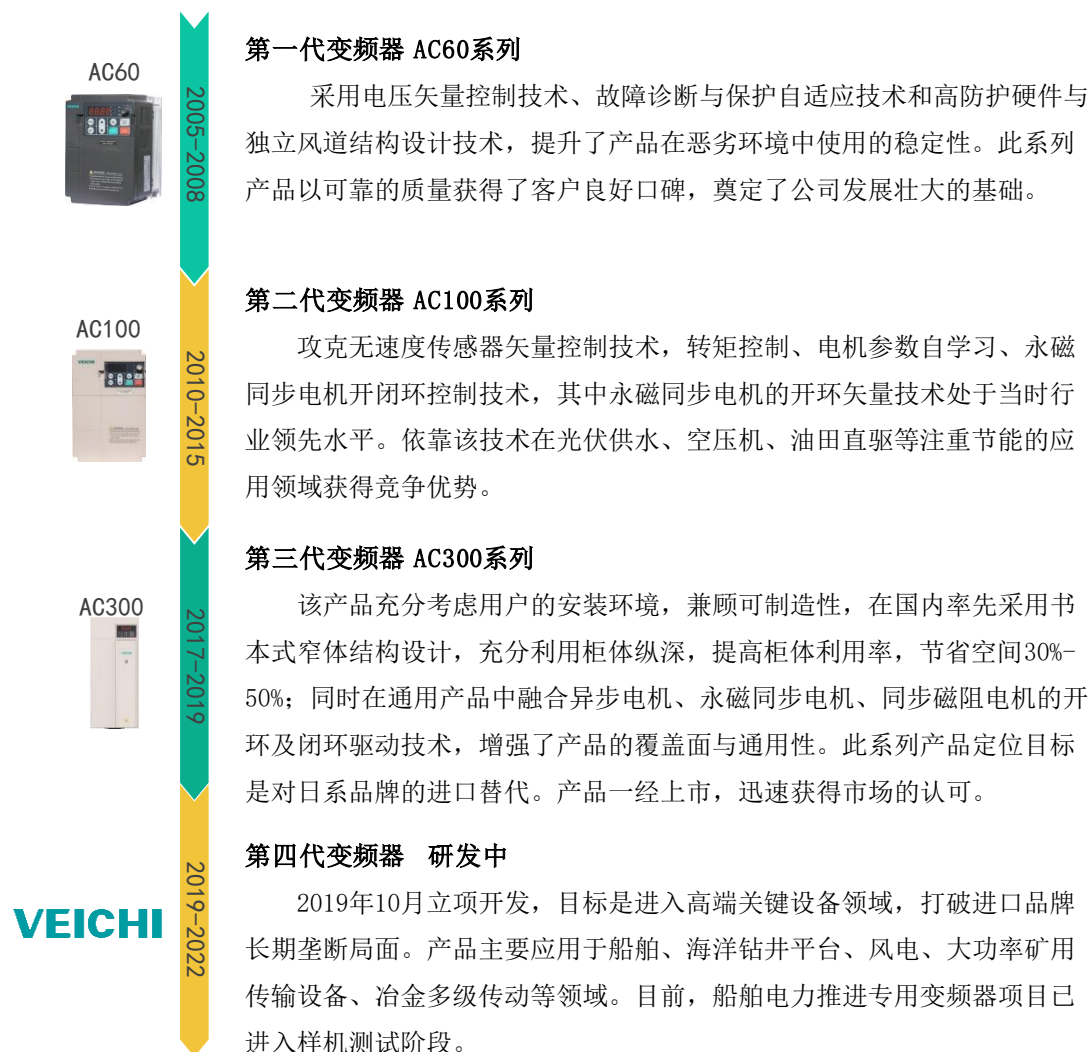 AC60
2005-2008
第一代变频器 AC60系列
采用电压矢量控制技术、故障诊断与保护自适应技术和高防护硬件与
独立风道结构设计技术，提升了产品在恶劣环境中使用的稳定性。此系列
产品以可靠的质量获得了客户良好口碑，奠定了公司发展壮大的基础。
AC100
VEICHI
2010-2015
第二代变频器 AC100系列
攻克无速度传感器矢量控制技术，转矩控制、电机参数自学习、永磁
同步电机开闭环控制技术，其中永磁同步电机的开环矢量技术处于当时行
业领先水平。依靠该技术在光伏供水、空压机、油田直驱等注重节能的应
用领域获得竞争优势。
AC300
VEICHI
2017-2019
第三代变频器 AC300系列
该产品充分考虑用户的安装环境，兼顾可制造性，在国内率先采用书
本式窄体结构设计，充分利用柜体纵深，提高柜体利用率，节省空间30%-
50%；同时在通用产品中融合异步电机、永磁同步电机、同步磁阻电机的开
环及闭环驱动技术，增强了产品的覆盖面与通用性。此系列产品定位目标
是对日系品牌的进口替代。产品一经上市，迅速获得市场的认可。
VEICHI
2019-2022
第四代变频器 研发中
2019年10月立项开发，目标是进入高端关键设备领域，打破进口品牌
长期垄断局面。产品主要应用于船舶、海洋钻井平台、风电、大功率矿用
传输设备、冶金多级传动等领域。目前，船舶电力推进专用变频器项目已
进入样机测试阶段。